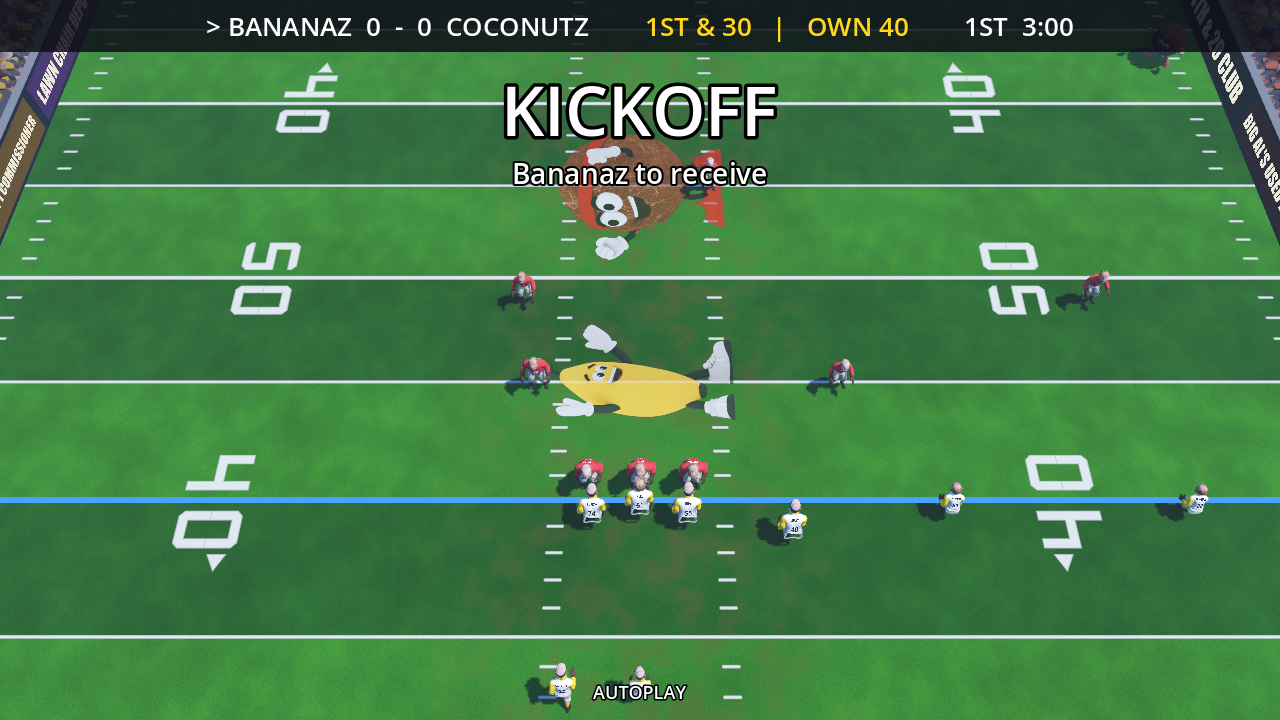 > BANANAZ 0 - 0 COCONUTZ 1ST & 30 | OWN 40 1ST 3:00
KICKOFF
Bananaz to receive
40 40
50 50
40 40
AUTOPLAY